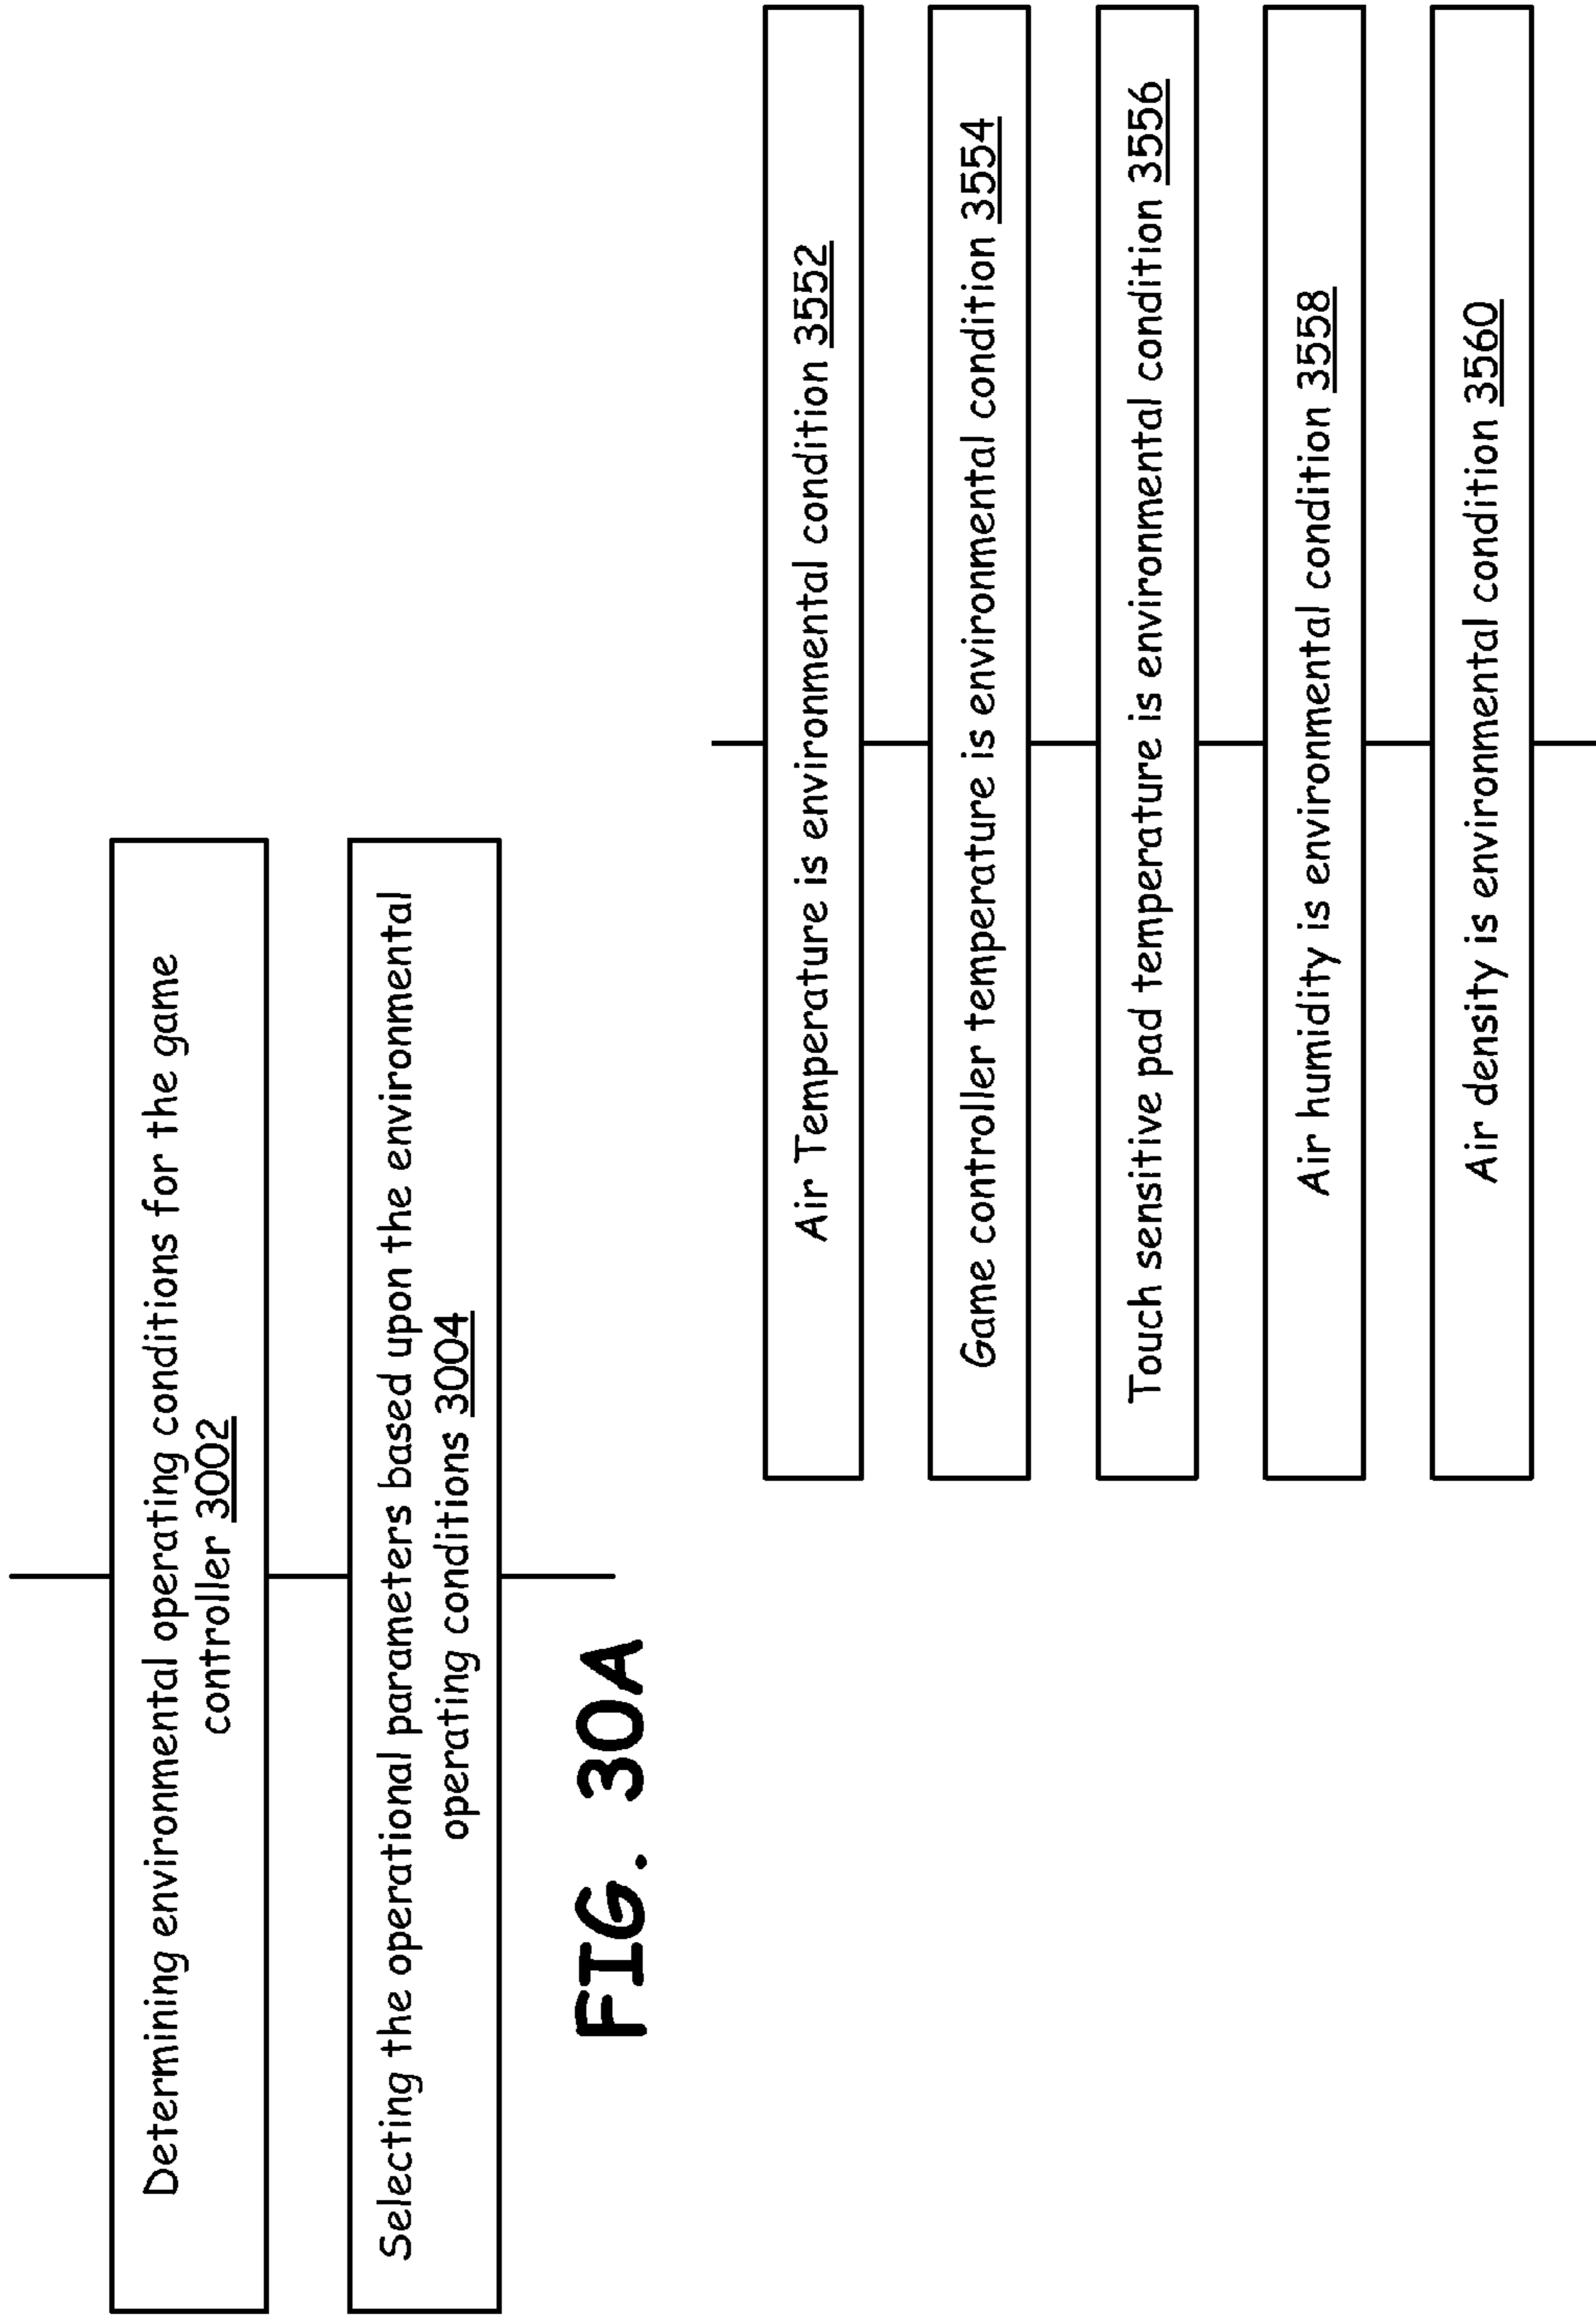 Determining environmental operating conditions for the game
controller 3002
Selecting the operational parameters based upon the environmental
operating conditions 3004
FIG. 30A
Air Temperature is environmental condition 3552
Game controller temperature is environmental condition 3554
Touch sensitive pad temperature is environmental condition 3556
Air humidity is environmental condition 3558
Air density is environmental condition 3560